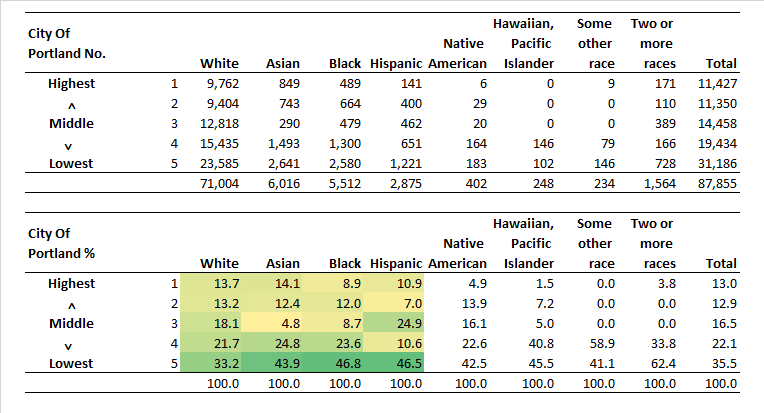 City Of
Portland No.
White Asian Black Hispanic Native American Hawaiian, Pacific Islander Some other race Two or more races Total
Highest 1 9,762 849 489 141 6 0 9 171 11,427
^ 2 9,404 743 664 400 29 0 0 110 11,350
Middle 3 12,818 290 479 462 20 0 0 389 14,458
v 4 15,435 1,493 1,300 651 164 146 79 166 19,434
Lowest 5 23,585 2,641 2,580 1,221 183 102 146 728 31,186
71,004 6,016 5,512 2,875 402 248 234 1,564 87,855
City Of
Portland %
White Asian Black Hispanic Native American Hawaiian, Pacific Islander Some other race Two or more races Total
Highest 1 13.7 14.1 8.9 10.9 4.9 1.5 0.0 3.8 13.0
^ 2 13.2 12.4 12.0 7.0 13.9 7.2 0.0 0.0 12.9
Middle 3 18.1 4.8 8.7 24.9 16.1 5.0 0.0 0.0 16.5
v 4 21.7 24.8 23.6 10.6 22.6 40.8 58.9 33.8 22.1
Lowest 5 33.2 43.9 46.8 46.5 42.5 45.5 41.1 62.4 35.5
100.0 100.0 100.0 100.0 100.0 100.0 100.0 100.0 100.0